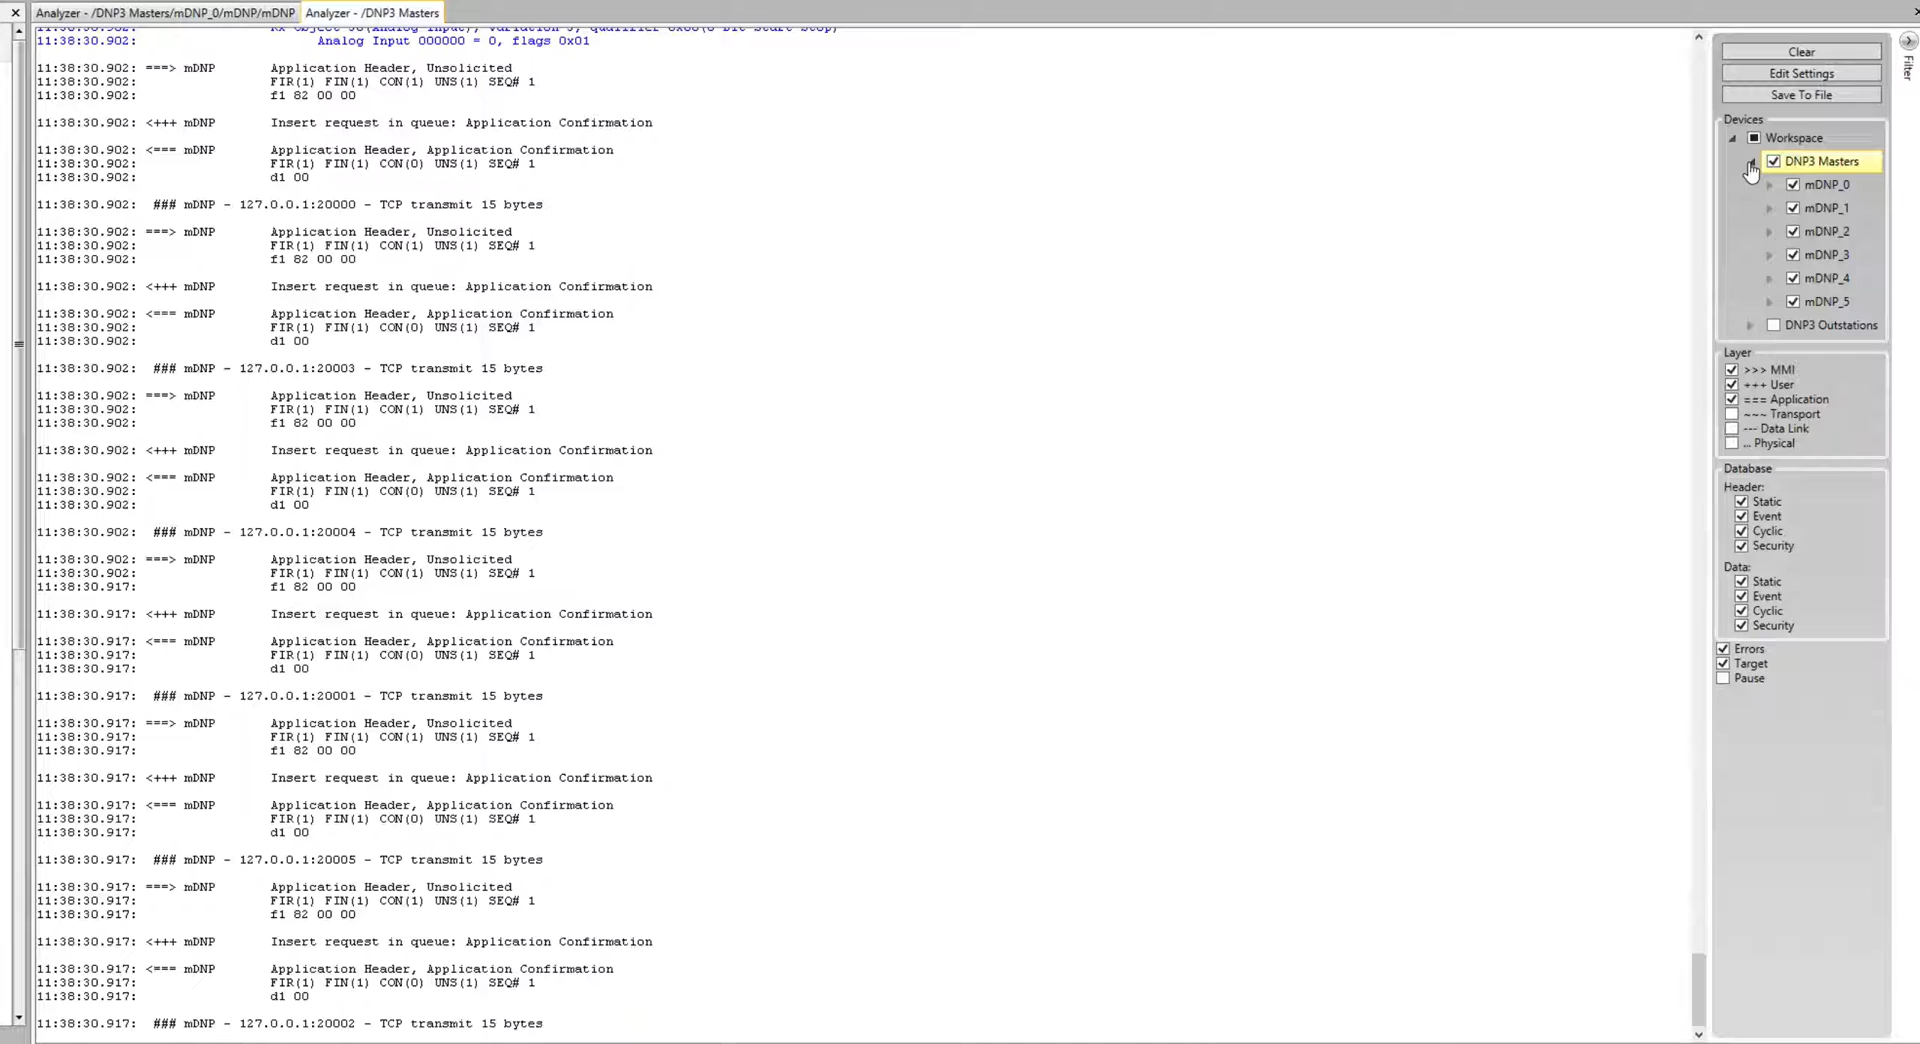 Analyzer - /DNP3 Masters/mDNP_0/mDNP/mDNP
Analyzer - /DNP3 Masters
11:38:30.902: Rx Object 30(Analog Input), variation 3, qualifier 0x00(8 Bit Start Stop)
11:38:30.902: Analog Input 000000 = 0, flags 0x01
11:38:30.902: ===> mDNP Application Header, Unsolicited
11:38:30.902: FIR(1) FIN(1) CON(1) UNS(1) SEQ# 1
11:38:30.902: f1 82 00 00
11:38:30.902: <+++ mDNP Insert request in queue: Application Confirmation
11:38:30.902: <=== mDNP Application Header, Application Confirmation
11:38:30.902: FIR(1) FIN(1) CON(0) UNS(1) SEQ# 1
11:38:30.902: d1 00
11:38:30.902: ### mDNP - 127.0.0.1:20000 - TCP transmit 15 bytes
11:38:30.902: ===> mDNP Application Header, Unsolicited
11:38:30.902: FIR(1) FIN(1) CON(1) UNS(1) SEQ# 1
11:38:30.902: f1 82 00 00
11:38:30.902: <+++ mDNP Insert request in queue: Application Confirmation
11:38:30.902: <=== mDNP Application Header, Application Confirmation
11:38:30.902: FIR(1) FIN(1) CON(0) UNS(1) SEQ# 1
11:38:30.902: d1 00
11:38:30.902: ### mDNP - 127.0.0.1:20003 - TCP transmit 15 bytes
11:38:30.902: ===> mDNP Application Header, Unsolicited
11:38:30.902: FIR(1) FIN(1) CON(1) UNS(1) SEQ# 1
11:38:30.902: f1 82 00 00
11:38:30.902: <+++ mDNP Insert request in queue: Application Confirmation
11:38:30.902: <=== mDNP Application Header, Application Confirmation
11:38:30.902: FIR(1) FIN(1) CON(0) UNS(1) SEQ# 1
11:38:30.902: d1 00
11:38:30.902: ### mDNP - 127.0.0.1:20004 - TCP transmit 15 bytes
11:38:30.902: ===> mDNP Application Header, Unsolicited
11:38:30.902: FIR(1) FIN(1) CON(1) UNS(1) SEQ# 1
11:38:30.917: f1 82 00 00
11:38:30.917: <+++ mDNP Insert request in queue: Application Confirmation
11:38:30.917: <=== mDNP Application Header, Application Confirmation
11:38:30.917: FIR(1) FIN(1) CON(0) UNS(1) SEQ# 1
11:38:30.917: d1 00
11:38:30.917: ### mDNP - 127.0.0.1:20001 - TCP transmit 15 bytes
11:38:30.917: ===> mDNP Application Header, Unsolicited
11:38:30.917: FIR(1) FIN(1) CON(1) UNS(1) SEQ# 1
11:38:30.917: f1 82 00 00
11:38:30.917: <+++ mDNP Insert request in queue: Application Confirmation
11:38:30.917: <=== mDNP Application Header, Application Confirmation
11:38:30.917: FIR(1) FIN(1) CON(0) UNS(1) SEQ# 1
11:38:30.917: d1 00
11:38:30.917: ### mDNP - 127.0.0.1:20005 - TCP transmit 15 bytes
11:38:30.917: ===> mDNP Application Header, Unsolicited
11:38:30.917: FIR(1) FIN(1) CON(1) UNS(1) SEQ# 1
11:38:30.917: f1 82 00 00
11:38:30.917: <+++ mDNP Insert request in queue: Application Confirmation
11:38:30.917: <=== mDNP Application Header, Application Confirmation
11:38:30.917: FIR(1) FIN(1) CON(0) UNS(1) SEQ# 1
11:38:30.917: d1 00
11:38:30.917: ### mDNP - 127.0.0.1:20002 - TCP transmit 15 bytes
Clear
Edit Settings
Save To File
Devices
Workspace
DNP3 Masters
mDNP_0
mDNP_1
mDNP_2
mDNP_3
mDNP_4
mDNP_5
DNP3 Outstations
Layer
>>> MMI
+++ User
=== Application
~~~ Transport
--- Data Link
... Physical
Database
Header:
Static
Event
Cyclic
Security
Data:
Static
Event
Cyclic
Security
Errors
Target
Pause
Filter